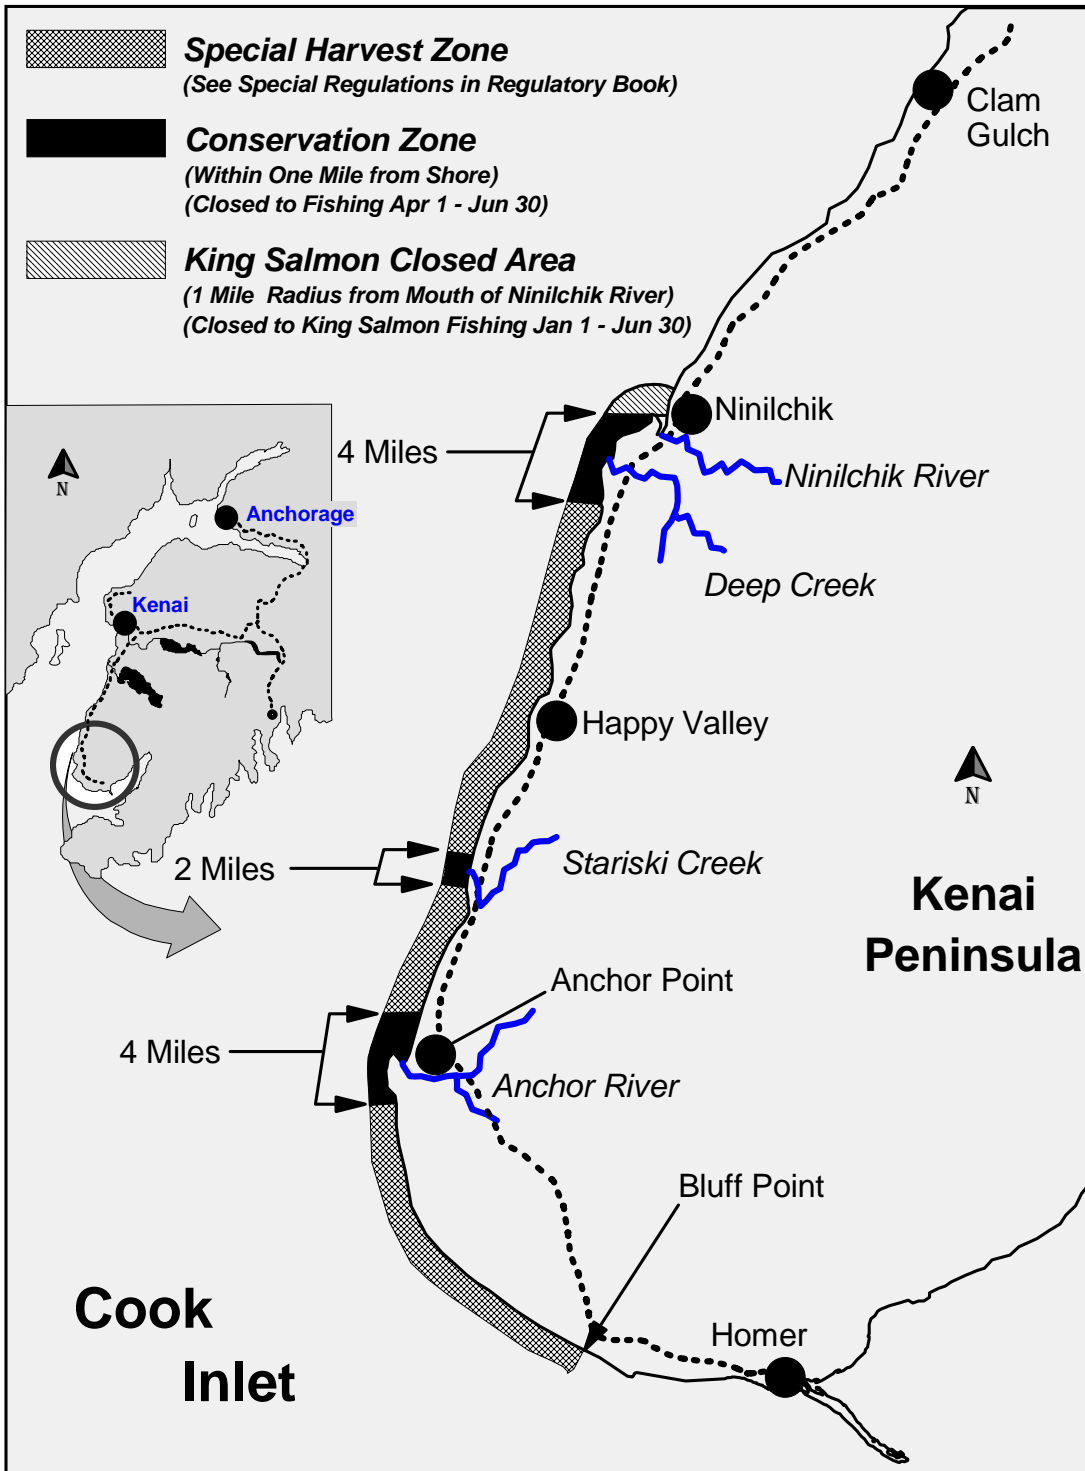 Special Harvest Zone
(See Special Regulations in Regulatory Book)
Conservation Zone
(Within One Mile from Shore)
(Closed to Fishing Apr 1 - Jun 30)
King Salmon Closed Area
(1 Mile Radius from Mouth of Ninilchik River)
(Closed to King Salmon Fishing Jan 1 - Jun 30)
Clam
Gulch
Ninilchik
4 Miles
Ninilchik River
N
Anchorage
Deep Creek
Kenai
Happy Valley
N
2 Miles
Stariski Creek
Kenai
Peninsula
Anchor Point
4 Miles
Anchor River
Bluff Point
Cook
Inlet
Homer